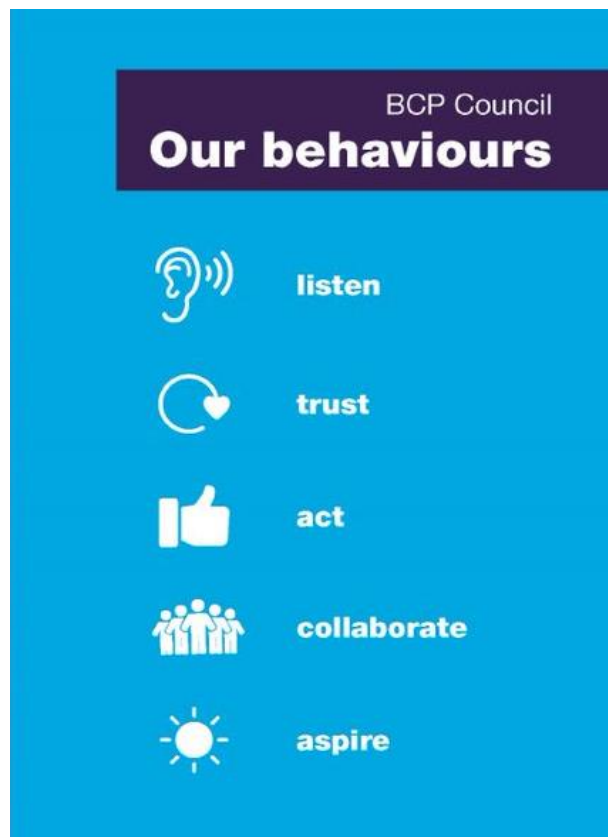 BCP Council
Our behaviours
listen
trust
act
collaborate
aspire